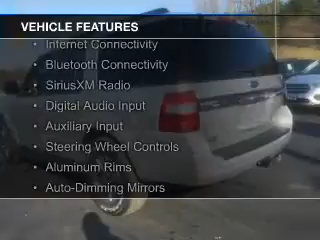 VEHICLE FEATURES
• Internet Connectivity
• Bluetooth Connectivity
• SiriusXM Radio
• Digital Audio Input
• Auxiliary Input
• Steering Wheel Controls
• Aluminum Rims
• Auto-Dimming Mirrors